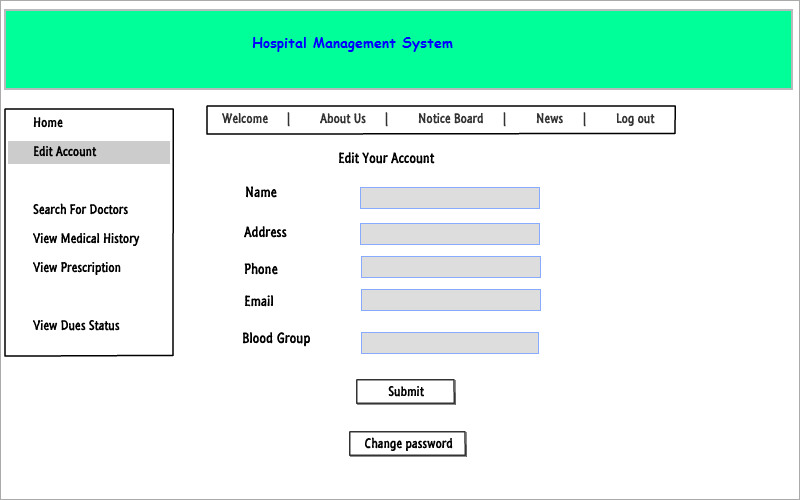 Hospital Management System
Home
Edit Account
Search For Doctors
View Medical History
View Prescription
View Dues Status
Welcome | About Us | Notice Board | News | Log out
Edit Your Account
Name
Address
Phone
Email
Blood Group
Submit
Change password